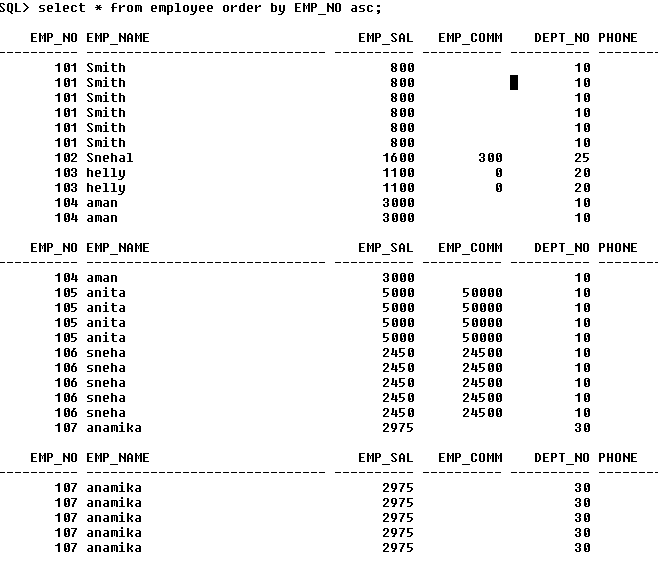 SQL> select * from employee order by EMP_NO asc;
EMP_NO EMP_NAME EMP_SAL EMP_COMM DEPT_NO PHONE
---------- ------------------------------ ---------- ---------- ---------- --------
101 Smith 800 10
101 Smith 800 10
101 Smith 800 10
101 Smith 800 10
101 Smith 800 10
101 Smith 800 10
102 Snehal 1600 300 25
103 helly 1100 0 20
103 helly 1100 0 20
104 aman 3000 10
104 aman 3000 10
EMP_NO EMP_NAME EMP_SAL EMP_COMM DEPT_NO PHONE
---------- ------------------------------ ---------- ---------- ---------- --------
104 aman 3000 10
105 anita 5000 50000 10
105 anita 5000 50000 10
105 anita 5000 50000 10
105 anita 5000 50000 10
106 sneha 2450 24500 10
106 sneha 2450 24500 10
106 sneha 2450 24500 10
106 sneha 2450 24500 10
106 sneha 2450 24500 10
107 anamika 2975 30
EMP_NO EMP_NAME EMP_SAL EMP_COMM DEPT_NO PHONE
---------- ------------------------------ ---------- ---------- ---------- --------
107 anamika 2975 30
107 anamika 2975 30
107 anamika 2975 30
107 anamika 2975 30
107 anamika 2975 30